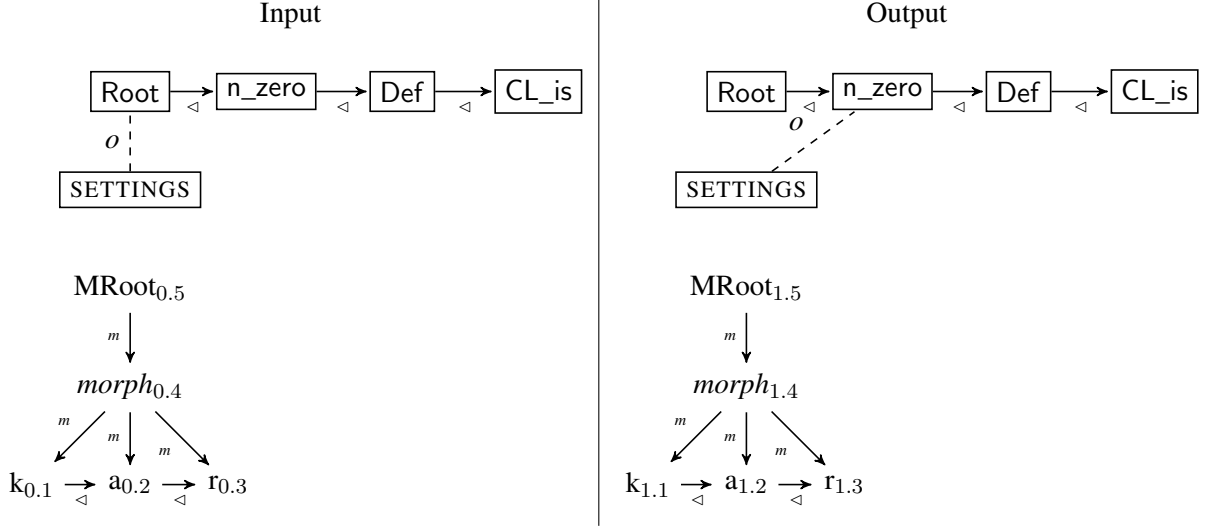 Input
Root n_zero Def CL_is
◁ ◁ ◁
o
SETTINGS
MRoot0.5
m
morph0.4
m m m
k0.1 a0.2 r0.3
◁ ◁
Output
Root n_zero Def CL_is
◁ ◁ ◁
o
SETTINGS
MRoot1.5
m
morph1.4
m m m
k1.1 a1.2 r1.3
◁ ◁